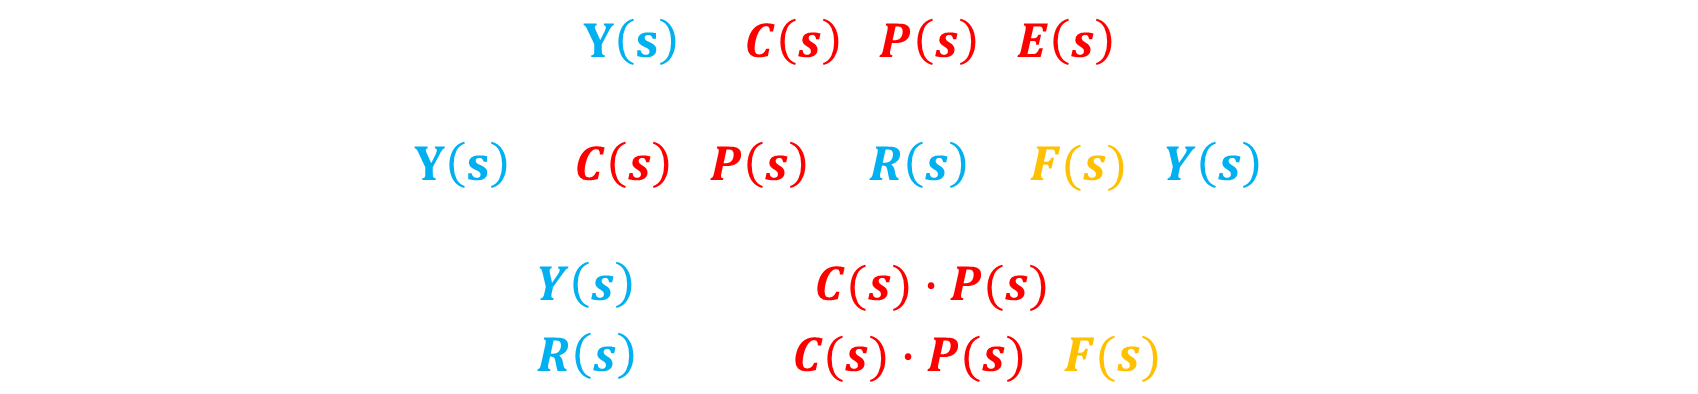 Y(s) C(s) P(s) E(s)
Y(s) C(s) P(s) R(s) F(s) Y(s)
Y(s) C(s) · P(s)
R(s) C(s) · P(s) F(s)